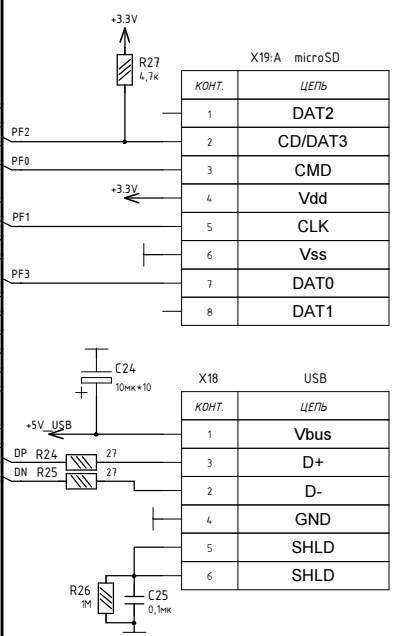 +3.3V
R27
4,7к
X19:A microSD
КОНТ. ЦЕПЬ
1 DAT2
PF2 2 CD/DAT3
PF0 3 CMD
+3.3V 4 Vdd
PF1 5 CLK
6 Vss
PF3 7 DAT0
8 DAT1
C24
10мк*10
+
X18 USB
КОНТ. ЦЕПЬ
+5V_USB 1 Vbus
DP R24 27 3 D+
DN R25 27 2 D-
4 GND
5 SHLD
6 SHLD
R26
1М
C25
0,1мк